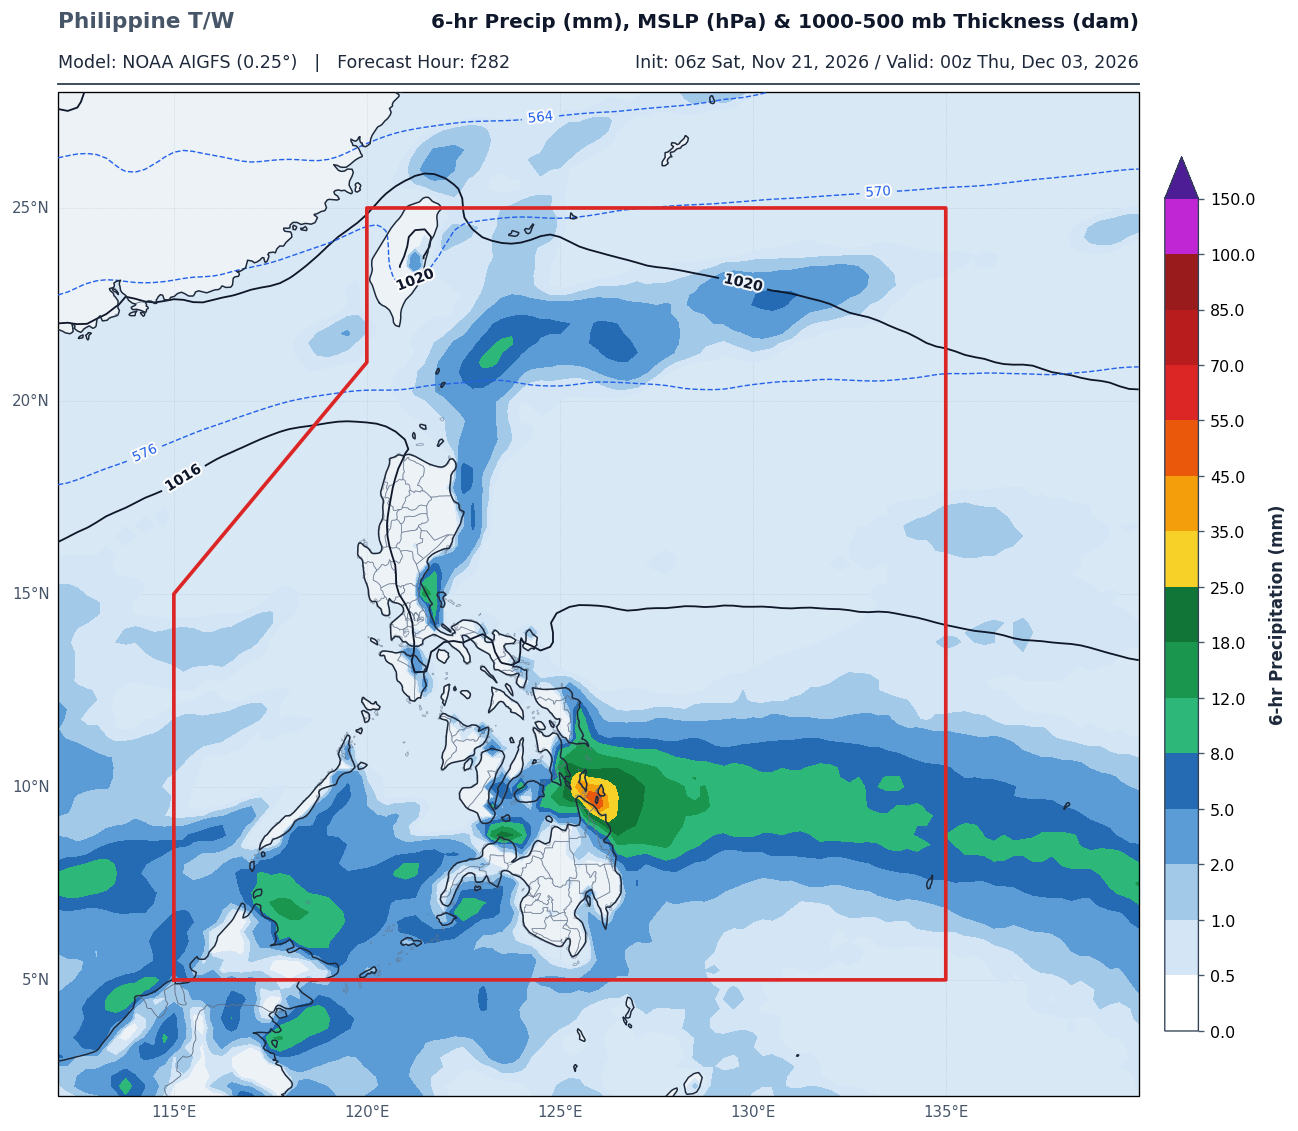 Philippine T/W
6-hr Precip (mm), MSLP (hPa) & 1000-500 mb Thickness (dam)
Model: NOAA AIGFS (0.25°) | Forecast Hour: f282
Init: 06z Sat, Nov 21, 2026 / Valid: 00z Thu, Dec 03, 2026
564
570
576
1020
1020
1016
25°N
20°N
15°N
10°N
5°N
115°E
120°E
125°E
130°E
135°E
150.0
100.0
85.0
70.0
55.0
45.0
35.0
25.0
18.0
12.0
8.0
5.0
2.0
1.0
0.5
0.0
6-hr Precipitation (mm)